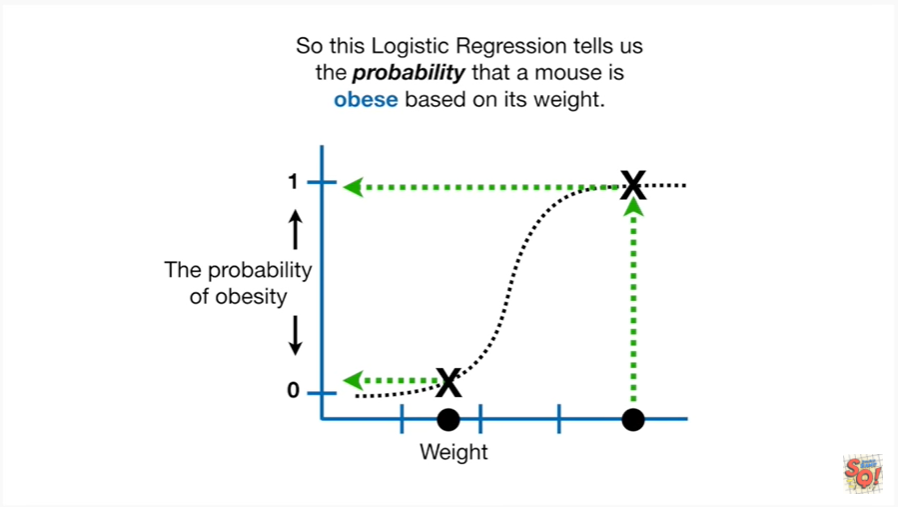 So this Logistic Regression tells us
the probability that a mouse is
obese based on its weight.
1
The probability
of obesity
0
X
X
Weight
SQ!